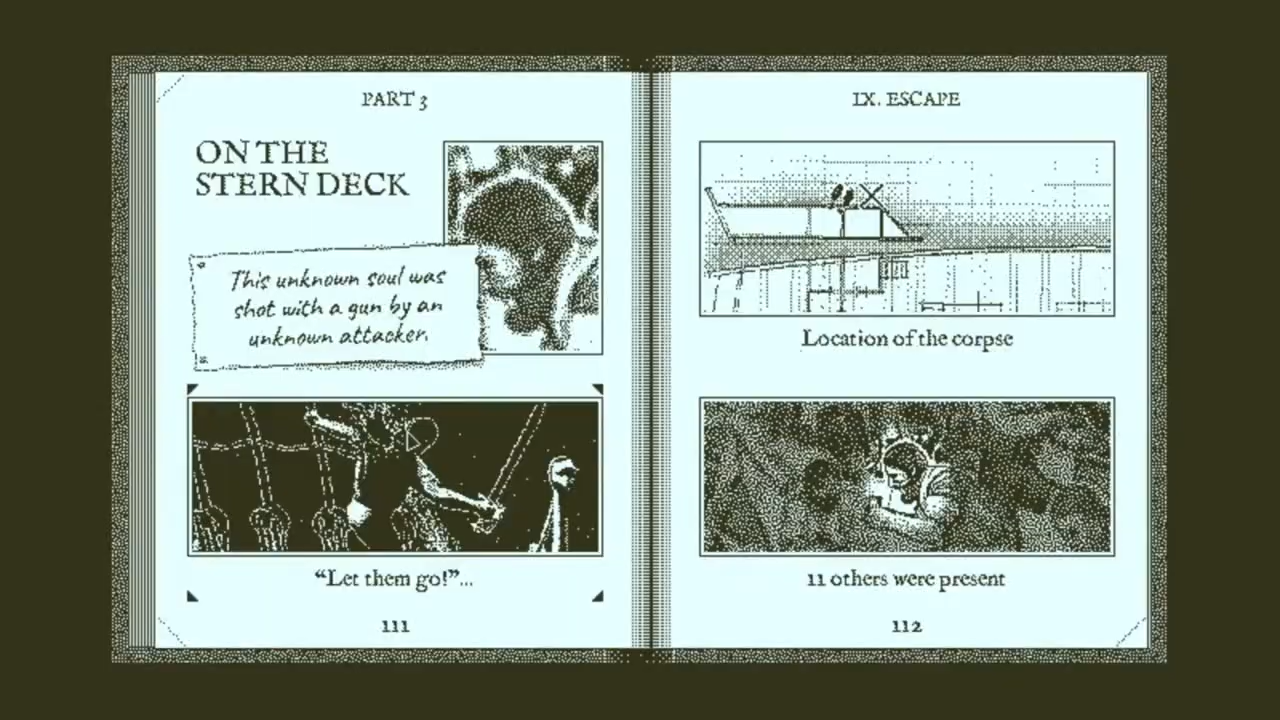 PART 3
ON THE
STERN DECK
This unknown soul was
shot with a gun by an
unknown attacker.
"Let them go!"...
111
IX. ESCAPE
Location of the corpse
11 others were present
112